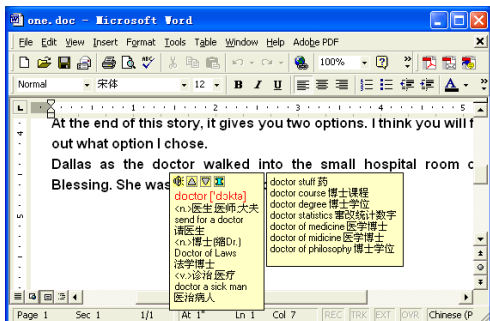 one.doc - Microsoft Word
File Edit View Insert Format Tools Table Window Help Adobe PDF
100%
Normal 宋体 12 B I U A
1 2 3 4 5
At the end of this story, it gives you two options. I think you will f
out what option I chose.
Dallas as the doctor walked into the small hospital room o
Blessing. She was
doctor ['dɔktə]
<n.>医生 医师,大夫
send for a doctor
请医生
<n.>博士(缩Dr.)
Doctor of Laws
法学博士
<v.>诊治,医疗
doctor a sick man
医治病人
doctor stuff 药
doctor course 博士课程
doctor degree 博士学位
doctor statistics 窜改统计数字
doctor of medicine 医学博士
doctor of midicine 医学博士
doctor of philosophy 博士学位
Page 1 Sec 1 1/1 At 1" Ln 1 Col 7 REC TRK EXT OVR Chinese (P